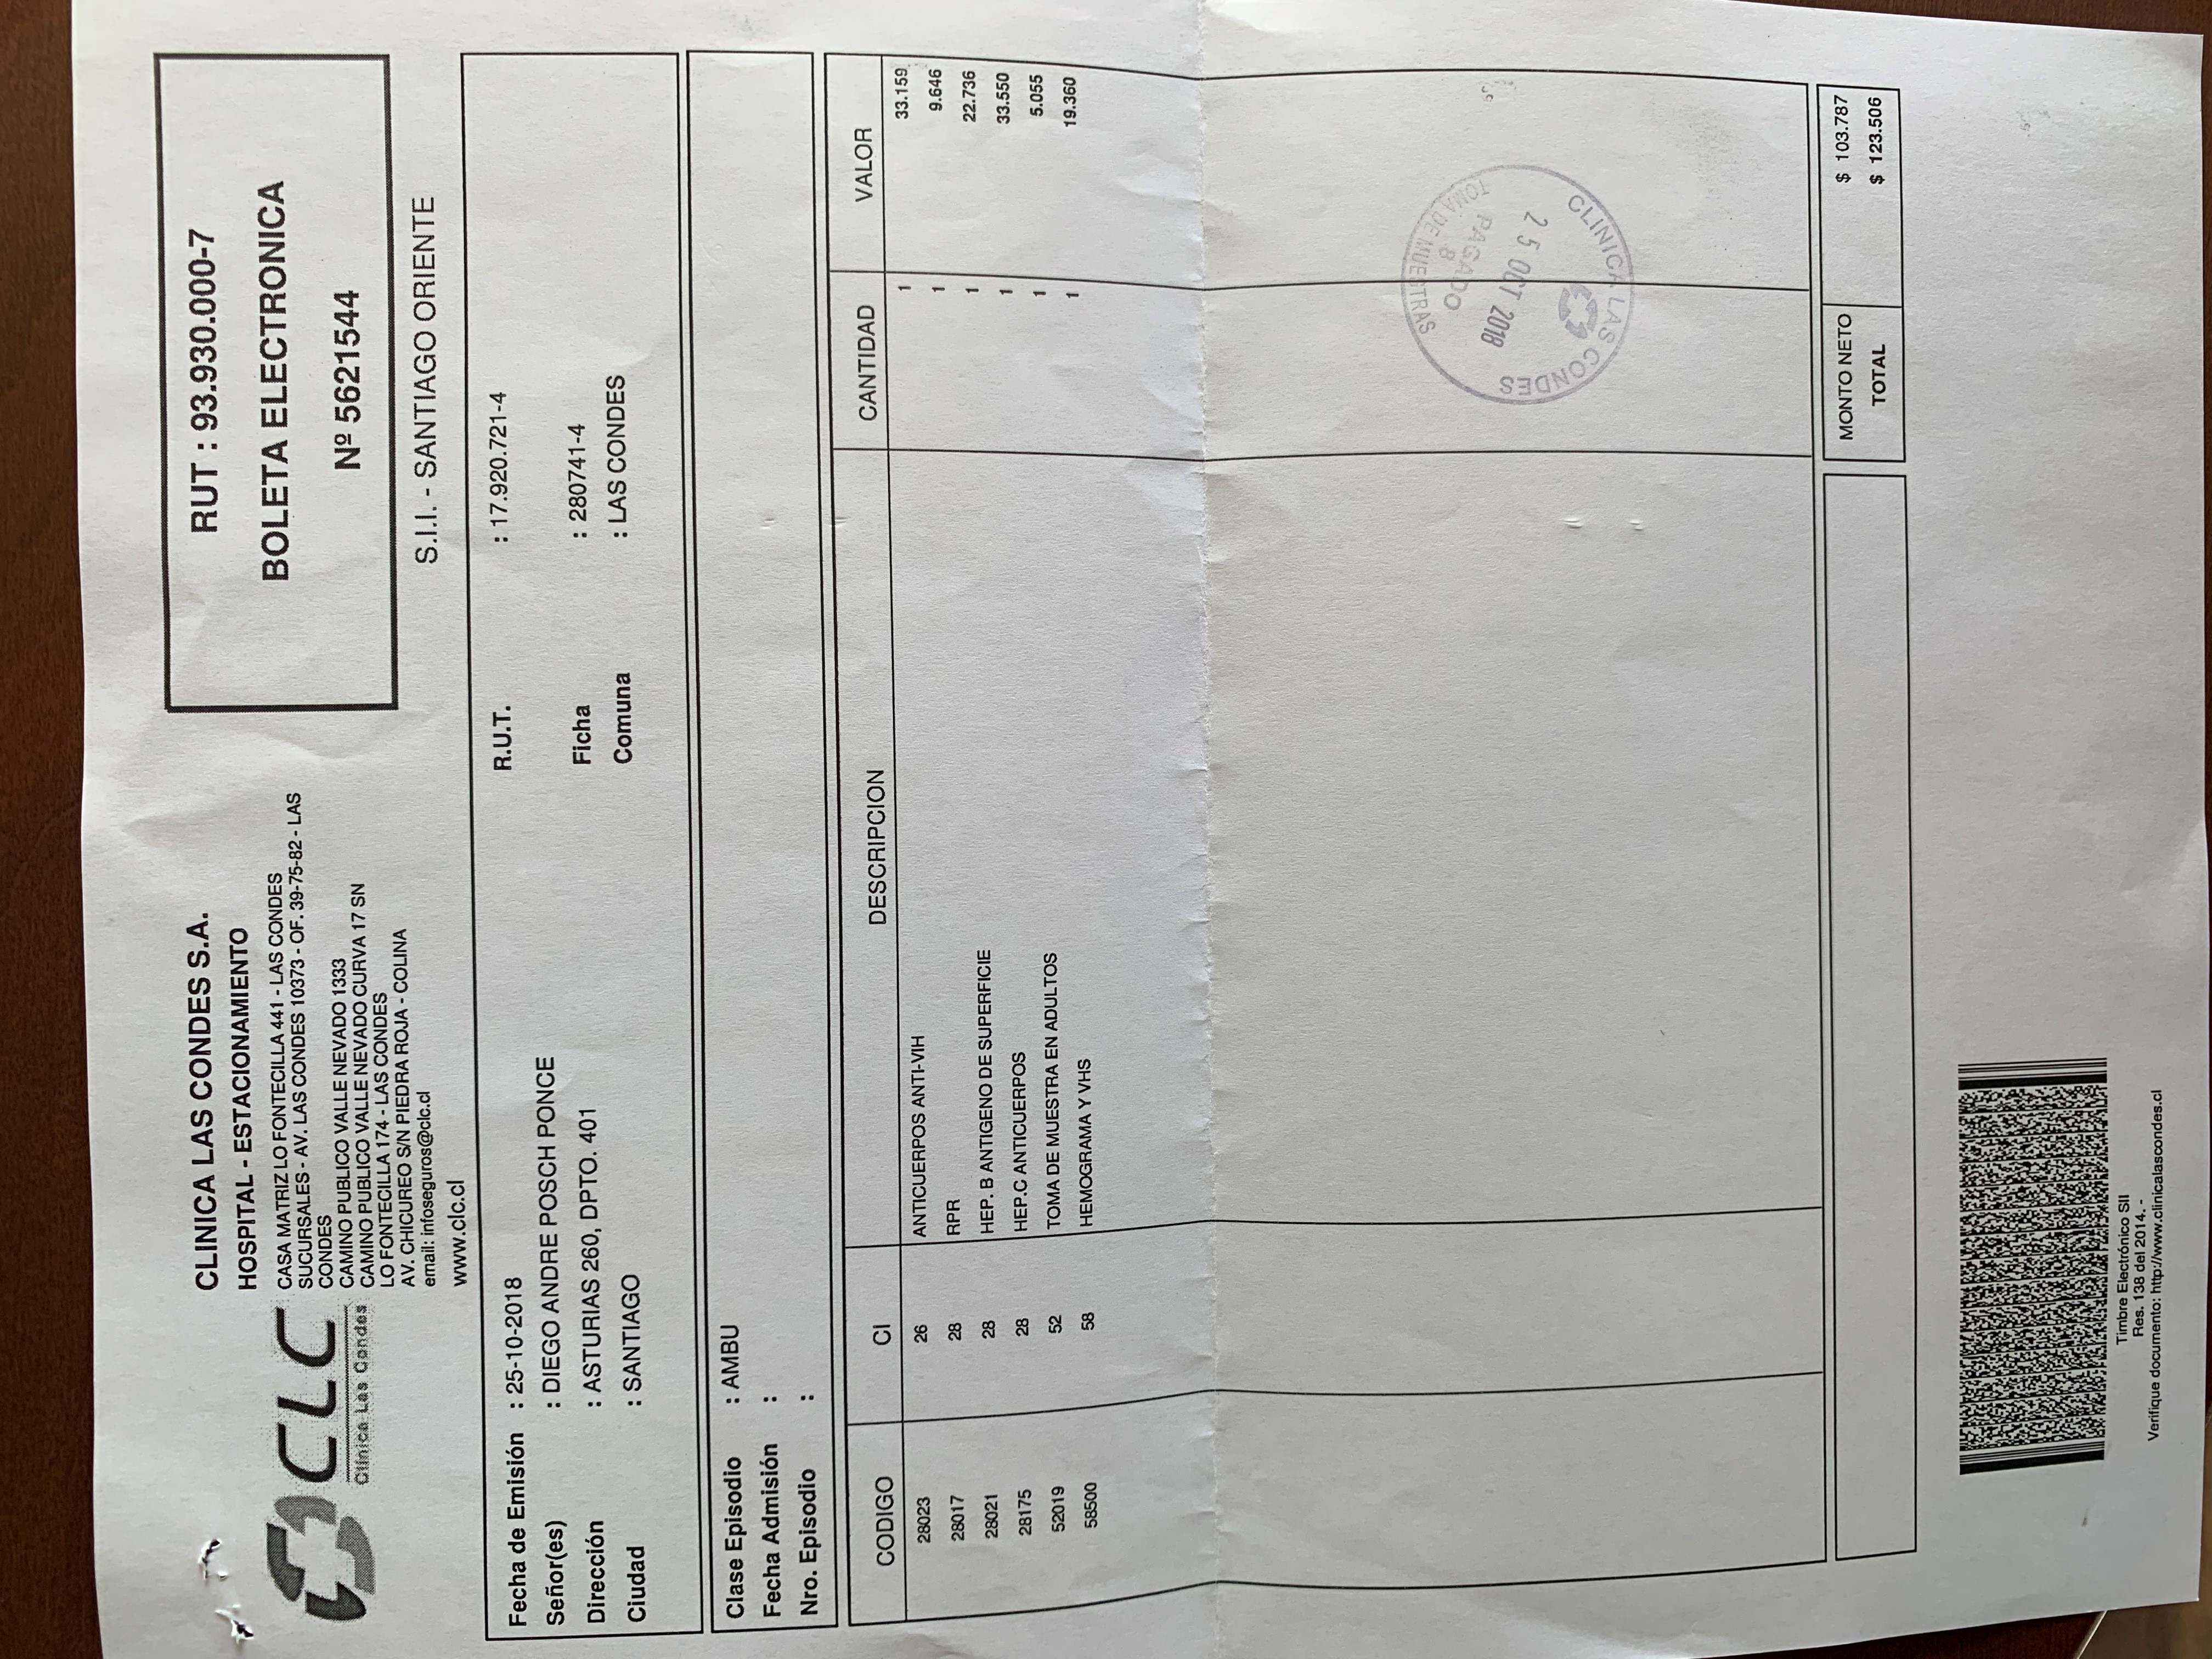 CLC
Clínica Las Condes
CLINICA LAS CONDES S.A.
HOSPITAL - ESTACIONAMIENTO
CASA MATRIZ LO FONTECILLA 441 - LAS CONDES
SUCURSALES - AV. LAS CONDES 10373 - OF. 39-75-82 - LAS
CONDES
CAMINO PUBLICO VALLE NEVADO 1333
CAMINO PUBLICO VALLE NEVADO CURVA 17 SN
LO FONTECILLA 174 - LAS CONDES
AV. CHICUREO S/N PIEDRA ROJA - COLINA
email: infoseguros@clc.cl
www.clc.cl
RUT : 93.930.000-7
BOLETA ELECTRONICA
Nº 5621544
S.I.I. - SANTIAGO ORIENTE
Fecha de Emisión : 25-10-2018 R.U.T. : 17.920.721-4
Señor(es) : DIEGO ANDRE POSCH PONCE
Dirección : ASTURIAS 260, DPTO. 401 Ficha : 280741-4
Ciudad : SANTIAGO Comuna : LAS CONDES
Clase Episodio : AMBU
Fecha Admisión :
Nro. Episodio :
CODIGO CI DESCRIPCION CANTIDAD VALOR
28023 26 ANTICUERPOS ANTI-VIH 1 33.159
28017 28 RPR 1 9.646
28021 28 HEP. B ANTIGENO DE SUPERFICIE 1 22.736
28175 28 HEP.C ANTICUERPOS 1 33.550
52019 52 TOMA DE MUESTRA EN ADULTOS 1 5.055
58500 58 HEMOGRAMA Y VHS 1 19.360
CLINICA LAS CONDES
25 OCT 2018
PAGADO
8
TOMA DE MUESTRAS
MONTO NETO $ 103.787
TOTAL $ 123.506
Timbre Electrónico SII
Res. 138 del 2014. -
Verifique documento: http://www.clinicalascondes.cl